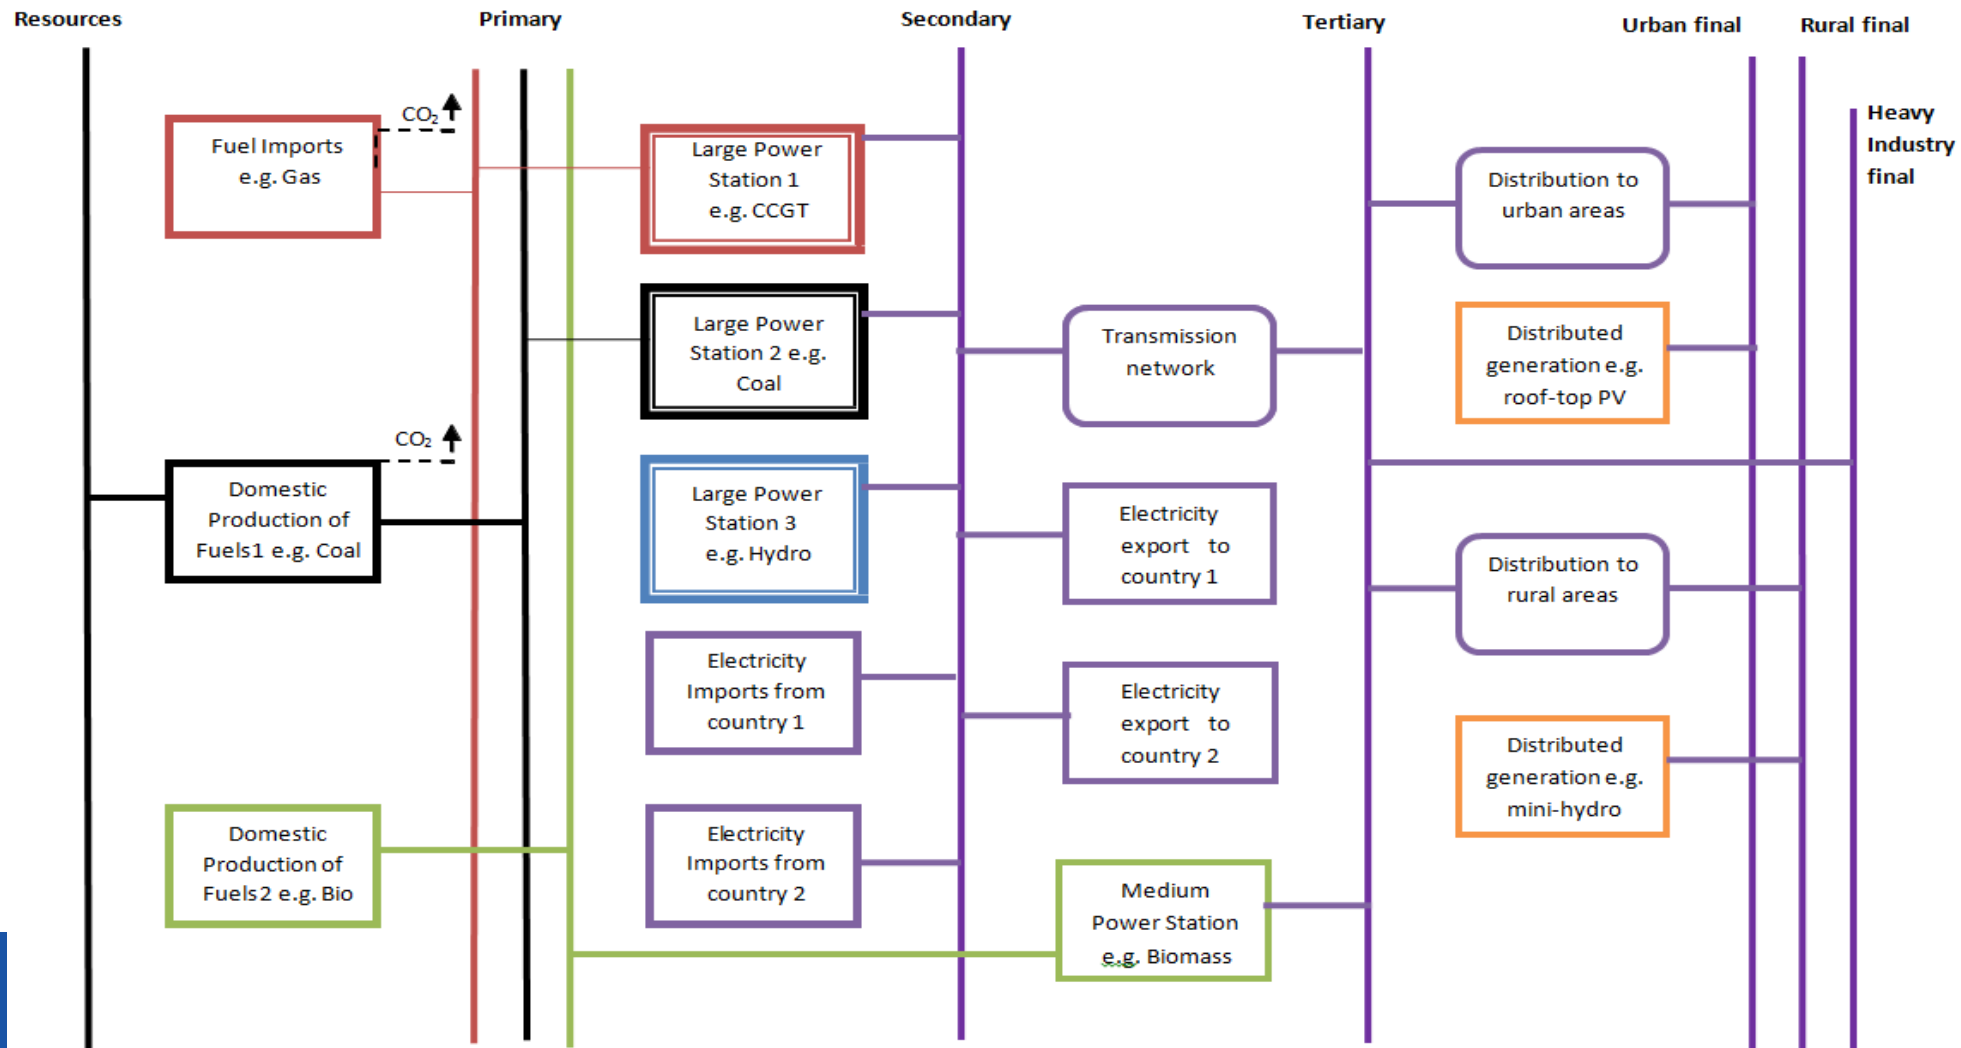 Resources
Primary
Secondary
Tertiary
Urban final
Rural final
Heavy
Industry
final
CO₂
Fuel Imports
e.g. Gas
CO₂
Domestic
Production of
Fuels1 e.g. Coal
Domestic
Production of
Fuels2 e.g. Bio
Large Power
Station 1
e.g. CCGT
Large Power
Station 2 e.g.
Coal
Large Power
Station 3
e.g. Hydro
Electricity
Imports from
country 1
Electricity
Imports from
country 2
Transmission
network
Electricity
export to
country 1
Electricity
export to
country 2
Medium
Power Station
e.g. Biomass
Distribution to
urban areas
Distributed
generation e.g.
roof-top PV
Distribution to
rural areas
Distributed
generation e.g.
mini-hydro